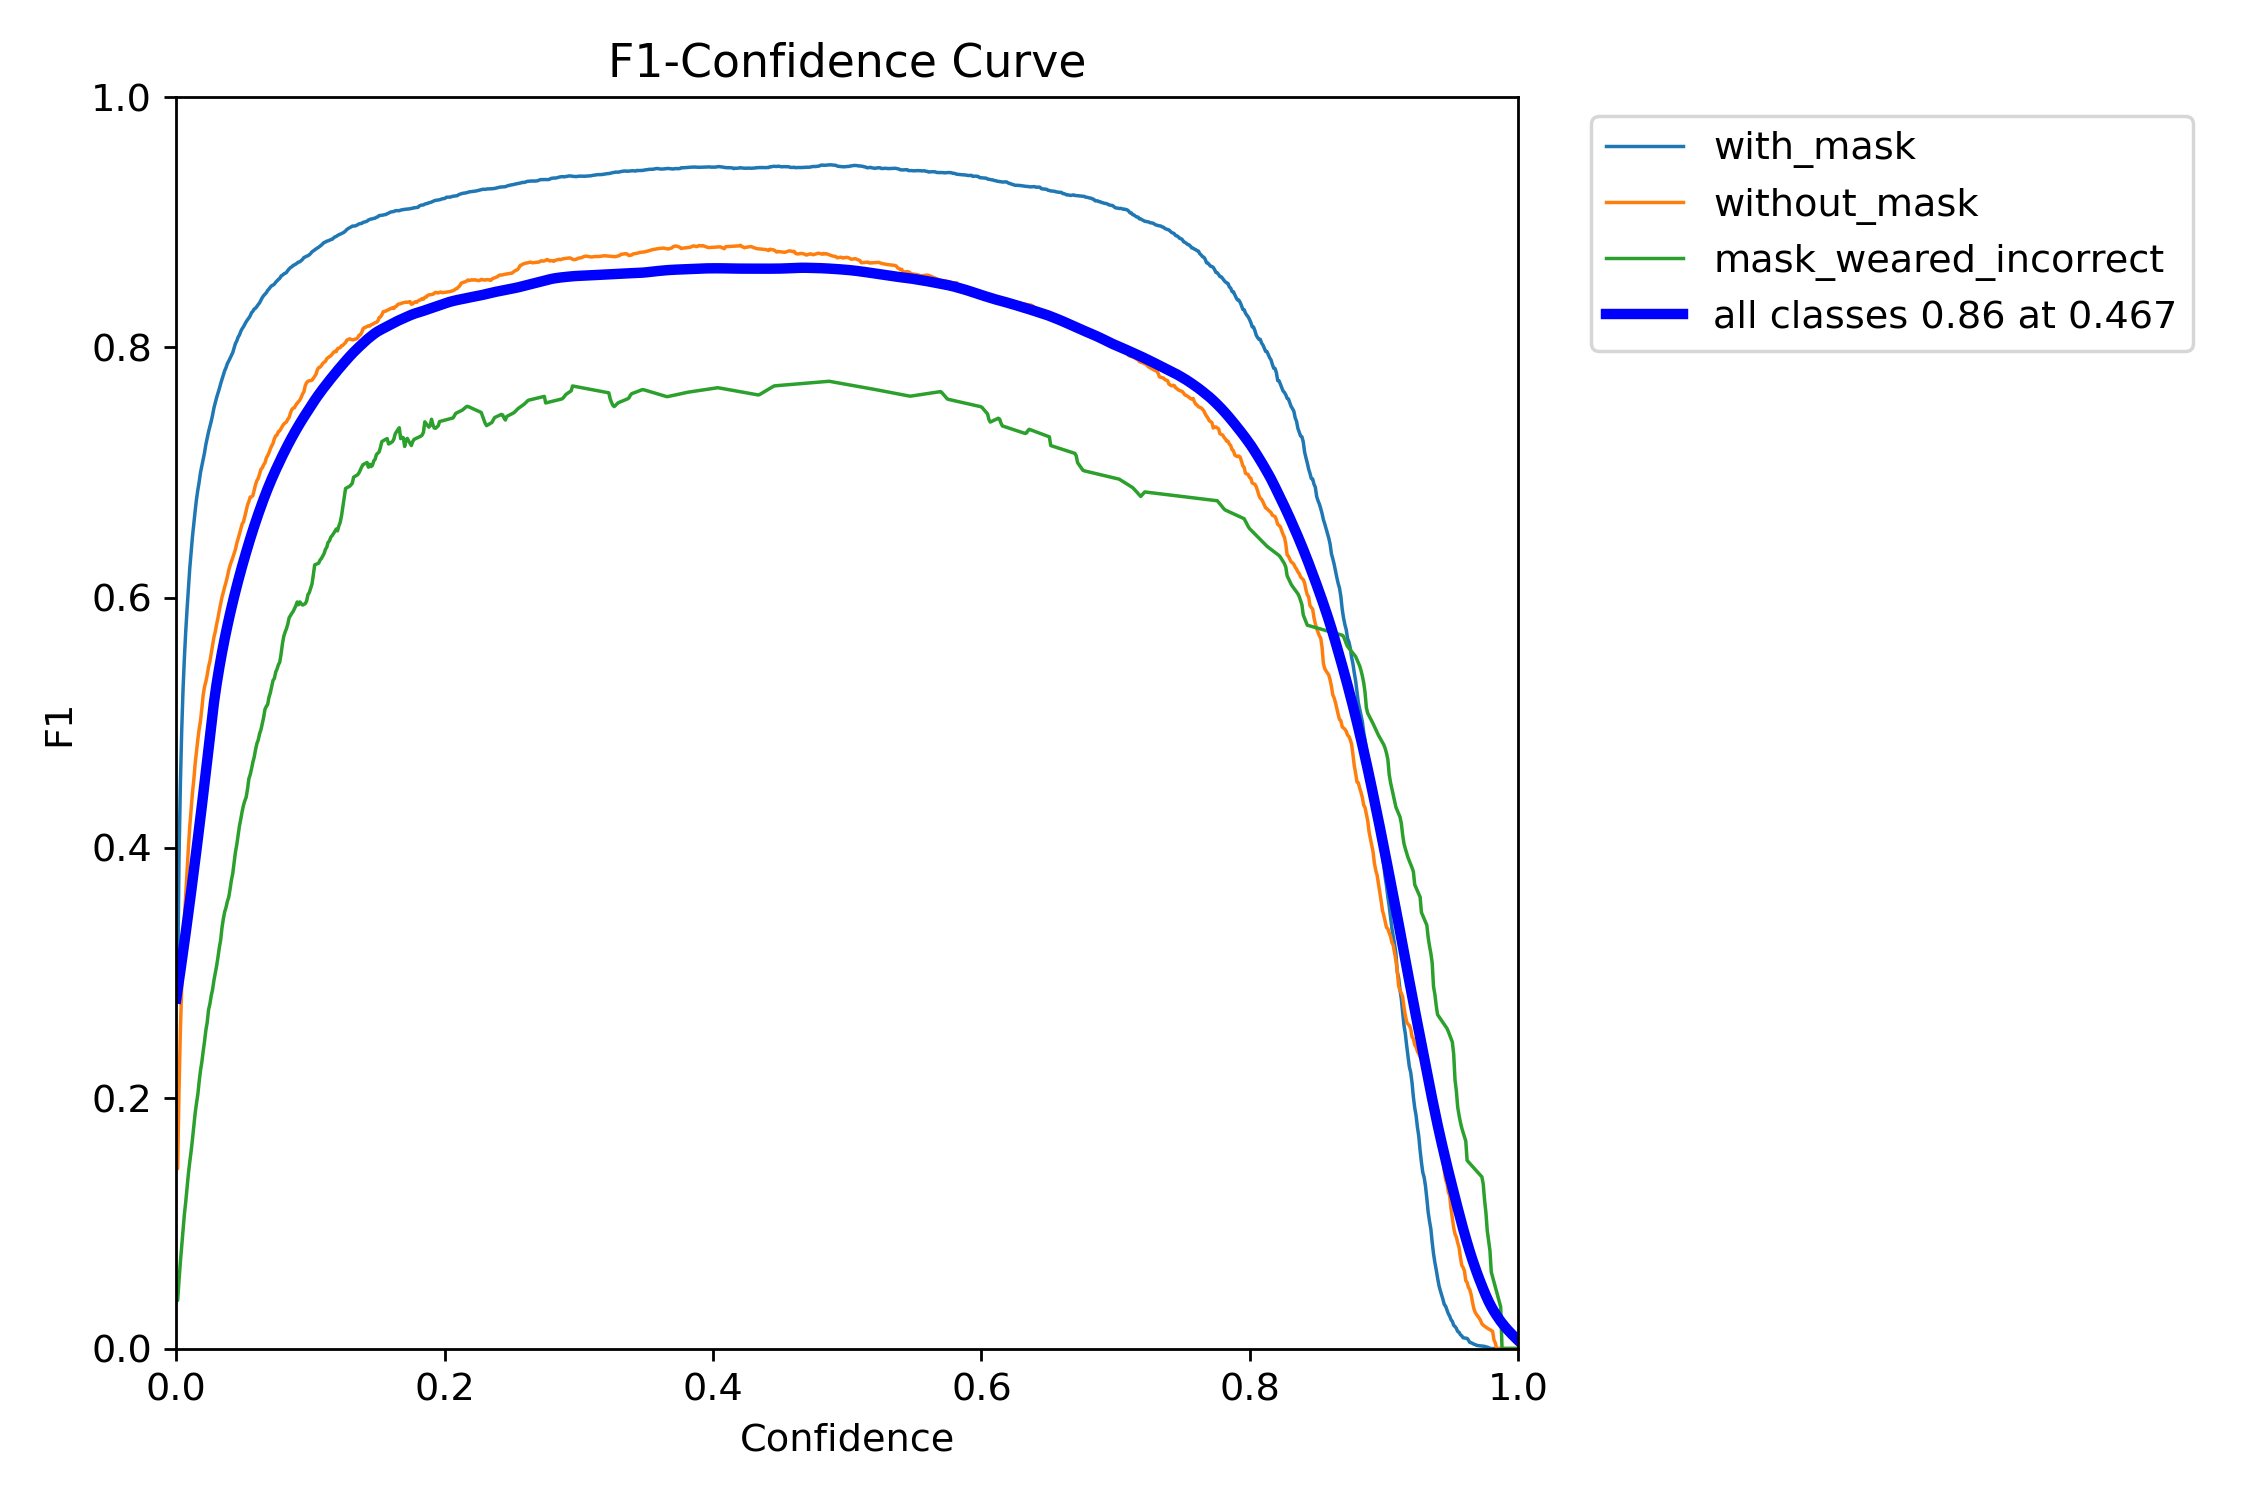 F1-Confidence Curve
1.0
0.8
0.6
0.4
0.2
0.0
F1
0.0 0.2 0.4 0.6 0.8 1.0
Confidence
with_mask
without_mask
mask_weared_incorrect
all classes 0.86 at 0.467